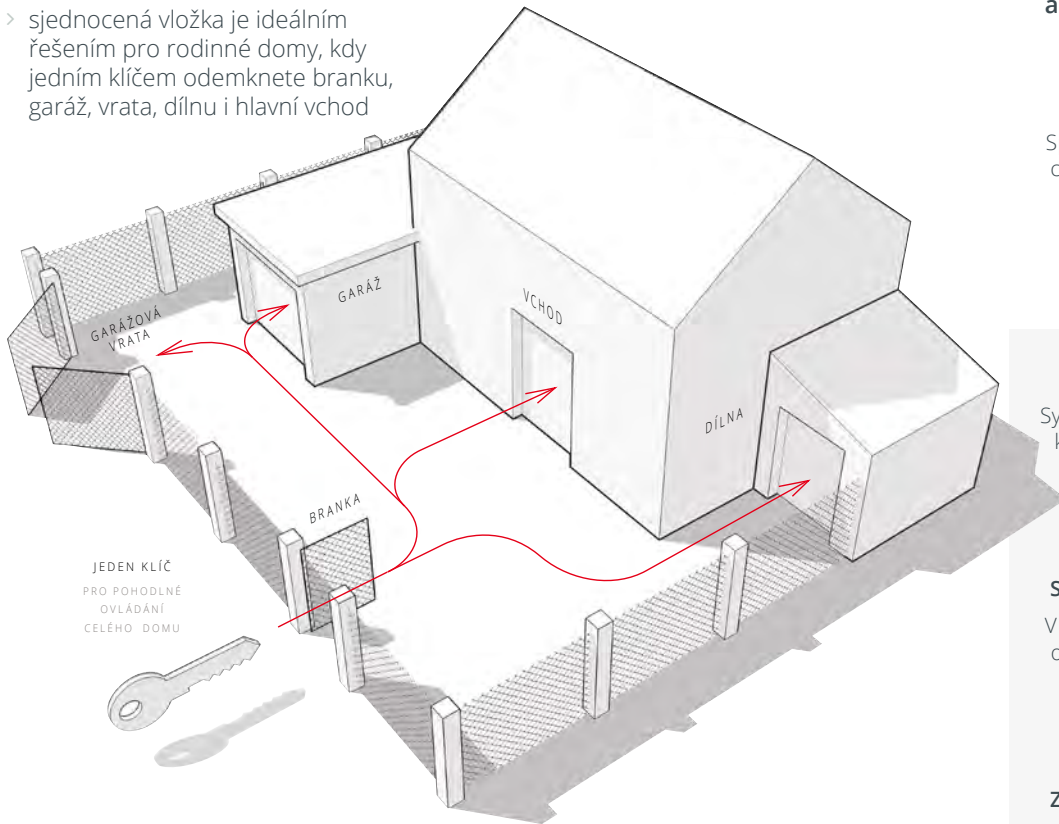 > sjednocená vložka je ideálním
řešením pro rodinné domy, kdy
jedním klíčem odemknete branku,
garáž, vrata, dílnu i hlavní vchod
GARÁŽOVÁ
VRATA
GARÁŽ
VCHOD
DÍLNA
BRANKA
JEDEN KLÍČ
PRO POHODLNÉ
OVLÁDÁNÍ
CELÉHO DOMU